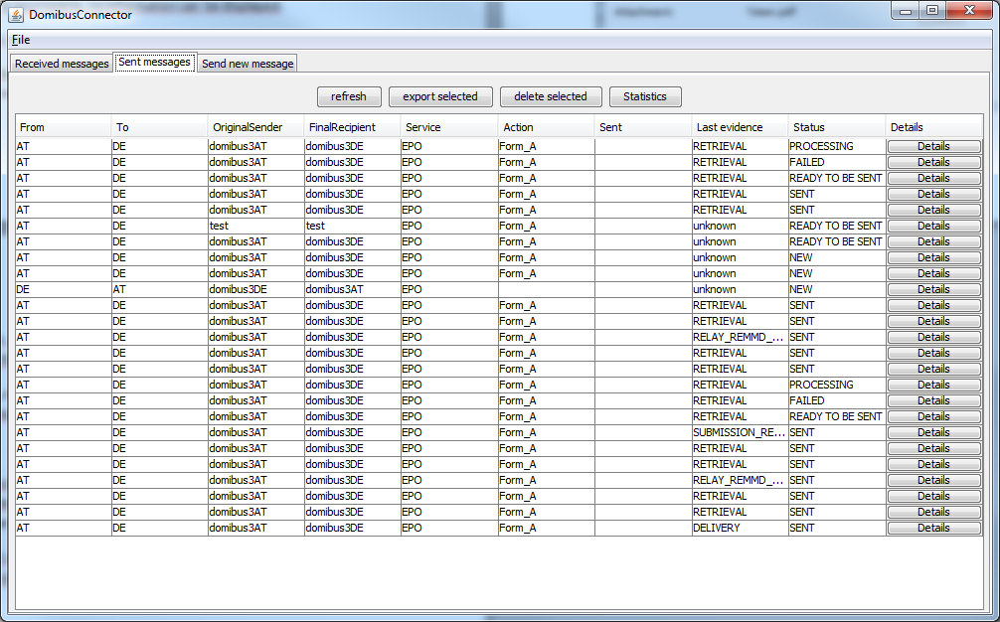 DomibusConnector
File
Received messages Sent messages Send new message
refresh export selected delete selected Statistics
From To OriginalSender FinalRecipient Service Action Sent Last evidence Status Details
AT DE domibus3AT domibus3DE EPO Form_A RETRIEVAL PROCESSING Details
AT DE domibus3AT domibus3DE EPO Form_A RETRIEVAL FAILED Details
AT DE domibus3AT domibus3DE EPO Form_A RETRIEVAL READY TO BE SENT Details
AT DE domibus3AT domibus3DE EPO Form_A RETRIEVAL SENT Details
AT DE domibus3AT domibus3DE EPO Form_A RETRIEVAL SENT Details
AT DE test test EPO Form_A unknown READY TO BE SENT Details
AT DE domibus3AT domibus3DE EPO Form_A unknown READY TO BE SENT Details
AT DE domibus3AT domibus3DE EPO Form_A unknown NEW Details
AT DE domibus3AT domibus3DE EPO Form_A unknown NEW Details
DE AT domibus3DE domibus3AT EPO unknown NEW Details
AT DE domibus3AT domibus3DE EPO Form_A RETRIEVAL SENT Details
AT DE domibus3AT domibus3DE EPO Form_A RETRIEVAL SENT Details
AT DE domibus3AT domibus3DE EPO Form_A RELAY_REMMD_... SENT Details
AT DE domibus3AT domibus3DE EPO Form_A RETRIEVAL SENT Details
AT DE domibus3AT domibus3DE EPO Form_A RETRIEVAL SENT Details
AT DE domibus3AT domibus3DE EPO Form_A RETRIEVAL PROCESSING Details
AT DE domibus3AT domibus3DE EPO Form_A RETRIEVAL FAILED Details
AT DE domibus3AT domibus3DE EPO Form_A RETRIEVAL READY TO BE SENT Details
AT DE domibus3AT domibus3DE EPO Form_A SUBMISSION_RE... SENT Details
AT DE domibus3AT domibus3DE EPO Form_A RETRIEVAL SENT Details
AT DE domibus3AT domibus3DE EPO Form_A RETRIEVAL SENT Details
AT DE domibus3AT domibus3DE EPO Form_A RELAY_REMMD_... SENT Details
AT DE domibus3AT domibus3DE EPO Form_A RETRIEVAL SENT Details
AT DE domibus3AT domibus3DE EPO Form_A RETRIEVAL SENT Details
AT DE domibus3AT domibus3DE EPO Form_A DELIVERY SENT Details